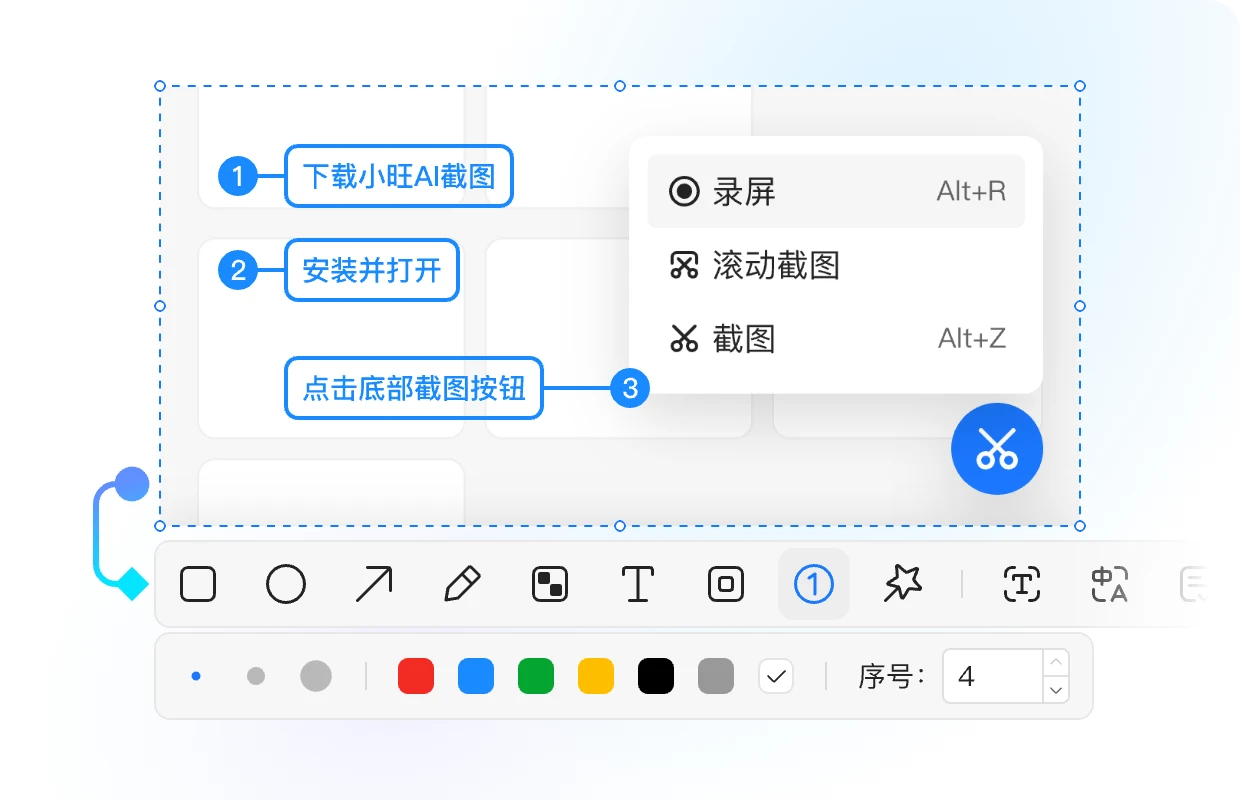 1 下载小旺AI截图
2 安装并打开
点击底部截图按钮 3
录屏 Alt+R
滚动截图
截图 Alt+Z
T 1 T 中A
序号: 4